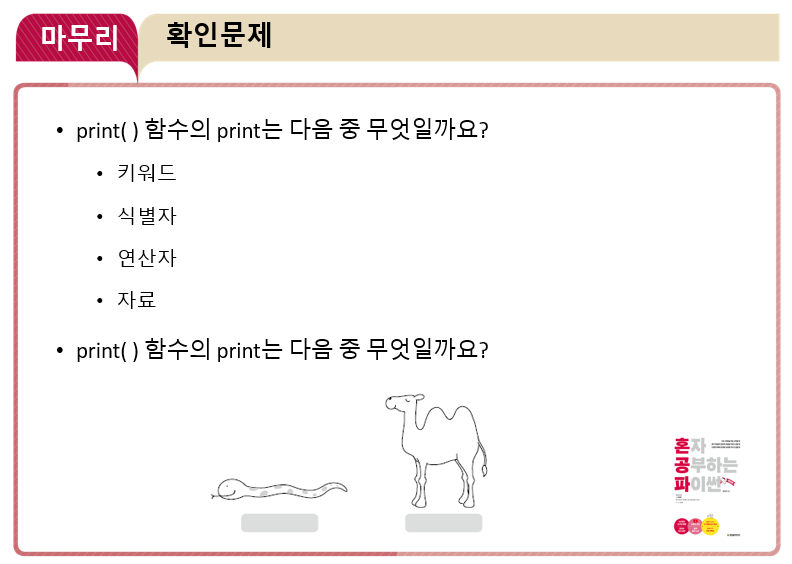 마무리
확인문제
• print( ) 함수의 print는 다음 중 무엇일까요?
• 키워드
• 식별자
• 연산자
• 자료
• print( ) 함수의 print는 다음 중 무엇일까요?
혼자
공부하는
파이썬